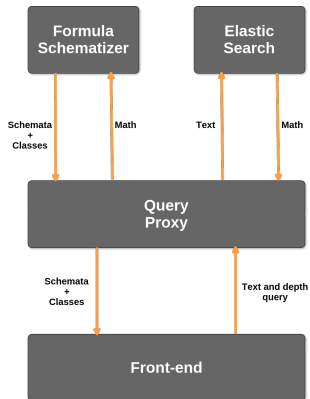 Formula
Schematizer
Elastic
Search
Schemata
+
Classes
Math
Text
Math
Query
Proxy
Schemata
+
Classes
Text and depth
query
Front-end